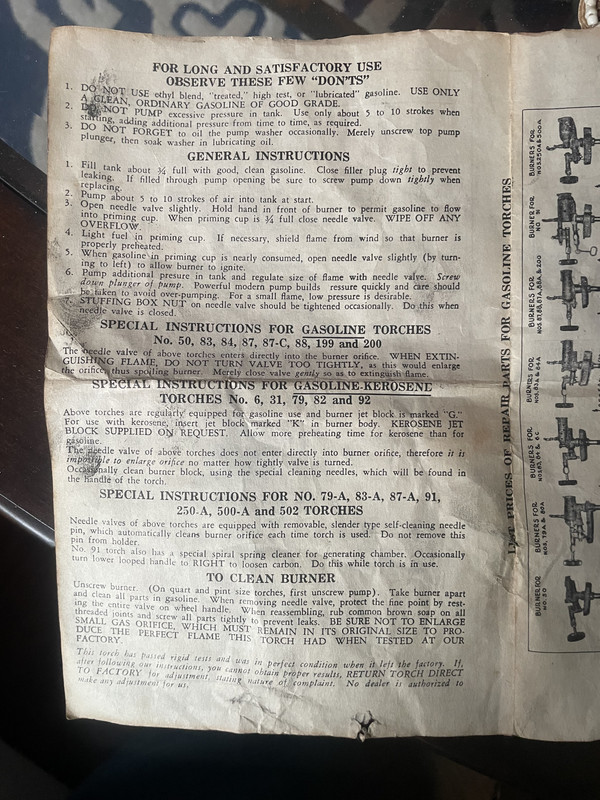 FOR LONG AND SATISFACTORY USE
OBSERVE THESE FEW "DON'TS"
1. DO NOT USE ethyl blend, "treated," high test, or "lubricated" gasoline. USE ONLY
A CLEAN, ORDINARY GASOLINE OF GOOD GRADE.
2. DO NOT PUMP excessive pressure in tank. Use only about 5 to 10 strokes when
starting, adding additional pressure from time to time, as required.
3. DO NOT FORGET to oil the pump washer occasionally. Merely unscrew top pump
plunger, then soak washer in lubricating oil.
GENERAL INSTRUCTIONS
1. Fill tank about ¾ full with good, clean gasoline. Close filler plug tight to prevent
leaking. If filled through pump opening be sure to screw pump down tightly when
replacing.
2. Pump about 5 to 10 strokes of air into tank at start.
3. Open needle valve slightly. Hold hand in front of burner to permit gasoline to flow
into priming cup. When priming cup is ¾ full close needle valve. WIPE OFF ANY
OVERFLOW.
4. Light fuel in priming cup. If necessary, shield flame from wind so that burner is
properly preheated.
5. When gasoline in priming cup is nearly consumed, open needle valve slightly (by turn-
ing to left) to allow burner to ignite.
6. Pump additional presure in tank and regulate size of flame with needle valve. Screw
down plunger of pump. Powerful modern pump builds ressure quickly and care should
be taken to avoid over-pumping. For a small flame, low pressure is desirable.
7. STUFFING BOX NUT on needle valve should be tightened occasionally. Do this when
needle valve is closed.
SPECIAL INSTRUCTIONS FOR GASOLINE TORCHES
No. 50, 83, 84, 87, 87-C, 88, 199 and 200
The needle valve of above torches enters directly into the burner orifice. WHEN EXTIN-
GUISHING FLAME, DO NOT TURN VALVE TOO TIGHTLY, as this would enlarge
the orifice, thus spoiling burner. Merely close valve gently so as to extinguish flame.
SPECIAL INSTRUCTIONS FOR GASOLINE-KEROSENE
TORCHES No. 6, 31, 79, 82 and 92
Above torches are regularly equipped for gasoline use and burner jet block is marked "G."
For use with kerosene, insert jet block marked "K" in burner body. KEROSENE JET
BLOCK SUPPLIED ON REQUEST. Allow more preheating time for kerosene than for
gasoline.
The needle valve of above torches does not enter directly into burner orifice, therefore it is
impossible to enlarge orifice no matter how tightly valve is turned.
Occasionally clean burner block, using the special cleaning needles, which will be found in
the handle of the torch.
SPECIAL INSTRUCTIONS FOR NO. 79-A, 83-A, 87-A, 91,
250-A, 500-A and 502 TORCHES
Needle valves of above torches are equipped with removable, slender type self-cleaning needle
pin, which automatically cleans burner orifice each time torch is used. Do not remove this
pin from holder.
No. 91 torch also has a special spiral spring cleaner for generating chamber. Occasionally
turn lower looped handle to RIGHT to loosen carbon. Do this while torch is in use.
TO CLEAN BURNER
Unscrew burner. (On quart and pint size torches, first unscrew pump). Take burner apart
and clean all parts in gasoline. When removing needle valve, protect the fine point by rest-
ing the entire valve on wheel handle. When reassembling, rub common brown soap on all
threaded joints and screw all parts tightly to prevent leaks. BE SURE NOT TO ENLARGE
SMALL GAS ORIFICE, WHICH MUST REMAIN IN ITS ORIGINAL SIZE TO PRO-
DUCE THE PERFECT FLAME THIS TORCH HAD WHEN TESTED AT OUR
FACTORY.
This torch has passed rigid tests and was in perfect condition when it left the factory. If,
after following our instructions, you cannot obtain proper results, RETURN TORCH DIRECT
TO FACTORY for adjustment, stating nature of complaint. No dealer is authorized to
make any adjustment for us.
LIST PRICES OF REPAIR PARTS FOR GASOLINE TORCHES
BURNERS FOR
NOS. 250A & 500A
BURNER FOR
NO. 91
BURNERS FOR
BURNERS FOR
BURNERS FOR
BURNERS FOR
BURNER FOR
NO. 50